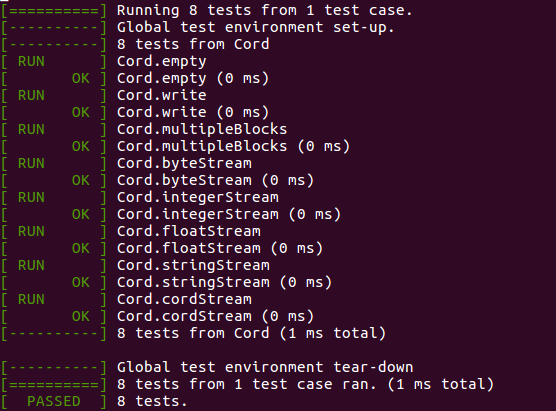 [==========] Running 8 tests from 1 test case.
[----------] Global test environment set-up.
[----------] 8 tests from Cord
[ RUN      ] Cord.empty
[       OK ] Cord.empty (0 ms)
[ RUN      ] Cord.write
[       OK ] Cord.write (0 ms)
[ RUN      ] Cord.multipleBlocks
[       OK ] Cord.multipleBlocks (0 ms)
[ RUN      ] Cord.byteStream
[       OK ] Cord.byteStream (0 ms)
[ RUN      ] Cord.integerStream
[       OK ] Cord.integerStream (0 ms)
[ RUN      ] Cord.floatStream
[       OK ] Cord.floatStream (0 ms)
[ RUN      ] Cord.stringStream
[       OK ] Cord.stringStream (0 ms)
[ RUN      ] Cord.cordStream
[       OK ] Cord.cordStream (0 ms)
[----------] 8 tests from Cord (1 ms total)

[----------] Global test environment tear-down
[==========] 8 tests from 1 test case ran. (1 ms total)
[  PASSED  ] 8 tests.